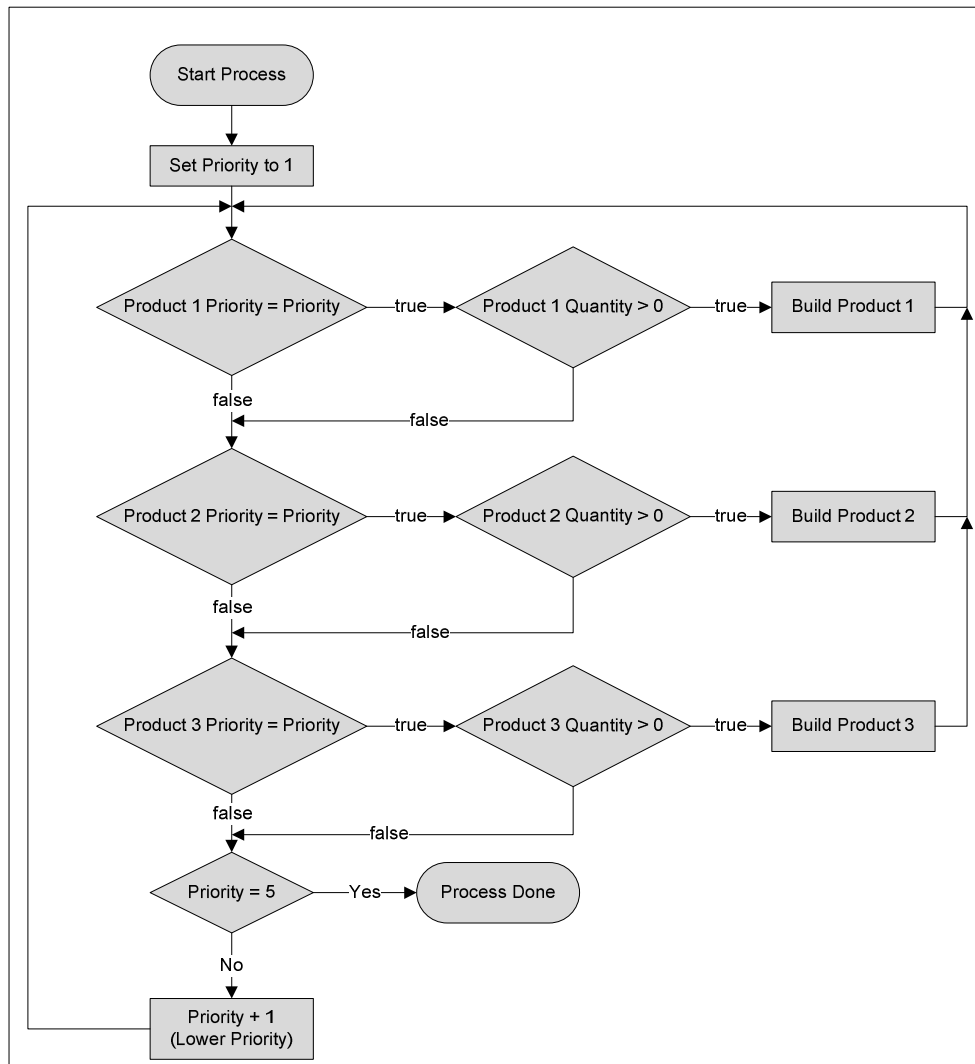 Start Process
Set Priority to 1
Product 1 Priority = Priority
true
Product 1 Quantity > 0
true
Build Product 1
false
false
Product 2 Priority = Priority
true
Product 2 Quantity > 0
true
Build Product 2
false
false
Product 3 Priority = Priority
true
Product 3 Quantity > 0
true
Build Product 3
false
false
Priority = 5
Yes
Process Done
No
Priority + 1
(Lower Priority)